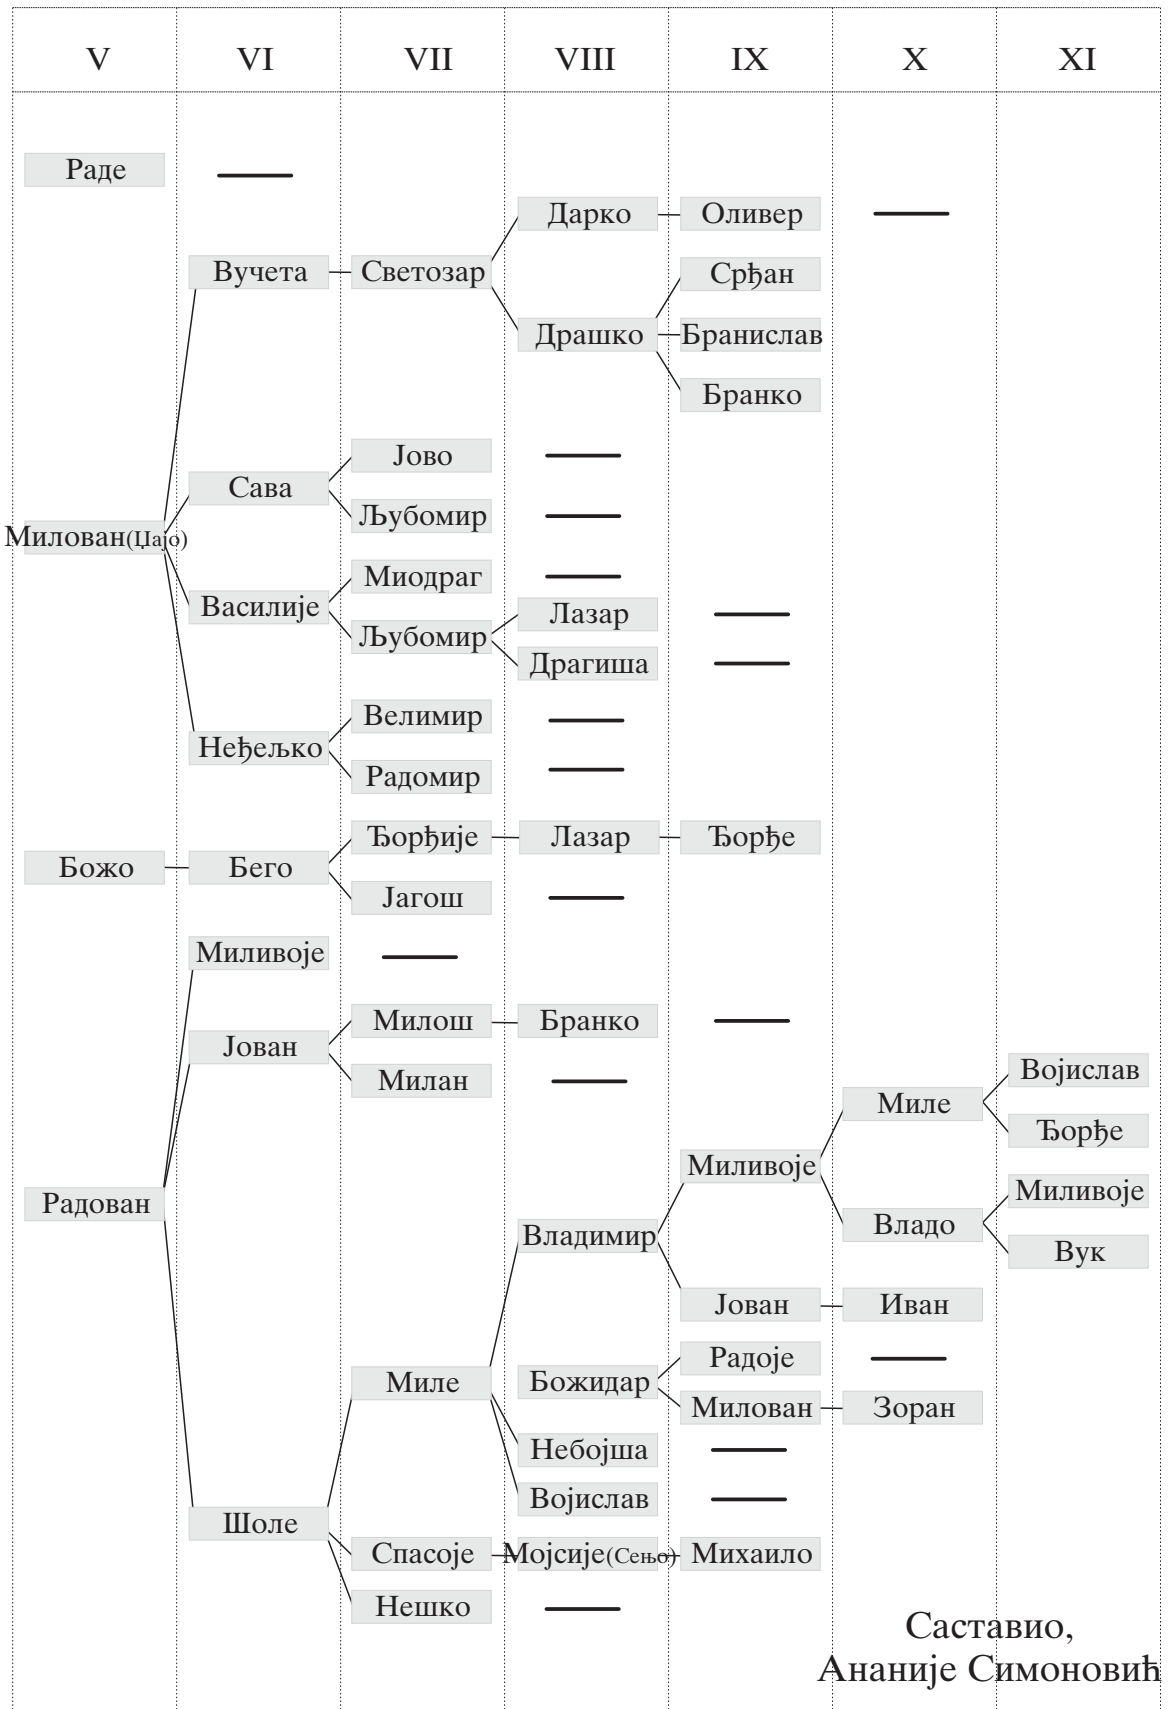 V VI VII VIII IX X XI
Раде
Дарко Оливер
Вучета Светозар Срђан
Драшко Бранислав
Бранко
Јово
Сава
Љубомир
Милован(Џајо)
Миодраг
Василије Лазар
Љубомир
Драгиша
Велимир
Неђељко
Радомир
Ђорђије Лазар Ђорђе
Божо Бего
Јагош
Миливоје
Милош Бранко
Јован
Милан Војислав
Миле
Ђорђе
Миливоје
Миливоје
Радован Владо
Владимир Вук
Јован Иван
Радоје
Миле Божидар
Милован Зоран
Небојша
Војислав
Шоле
Спасоје Мојсије(Сењо) Михаило
Нешко
Саставио,
Ананије Симоновић